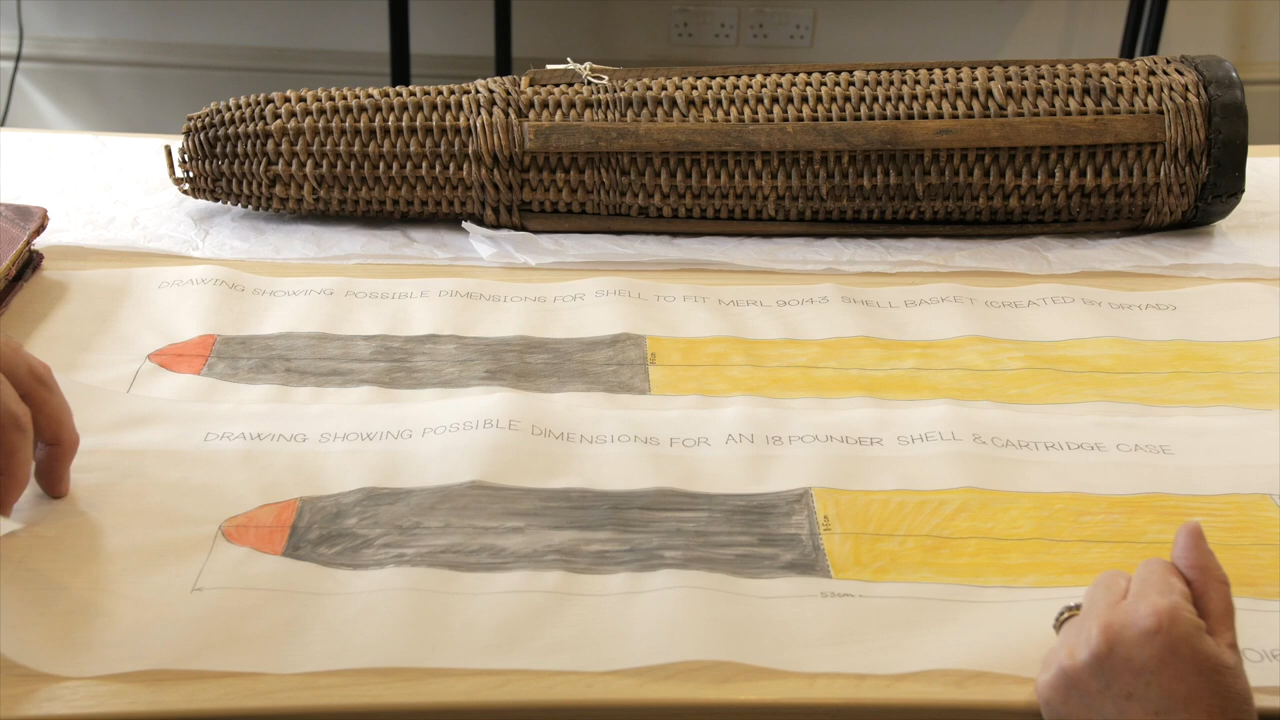 DRAWING SHOWING POSSIBLE DIMENSIONS FOR SHELL TO FIT MERL 90/43 SHELL BASKET (CREATED BY DRYAD)
DRAWING SHOWING POSSIBLE DIMENSIONS FOR AN 18 POUNDER SHELL & CARTRIDGE CASE
53cm